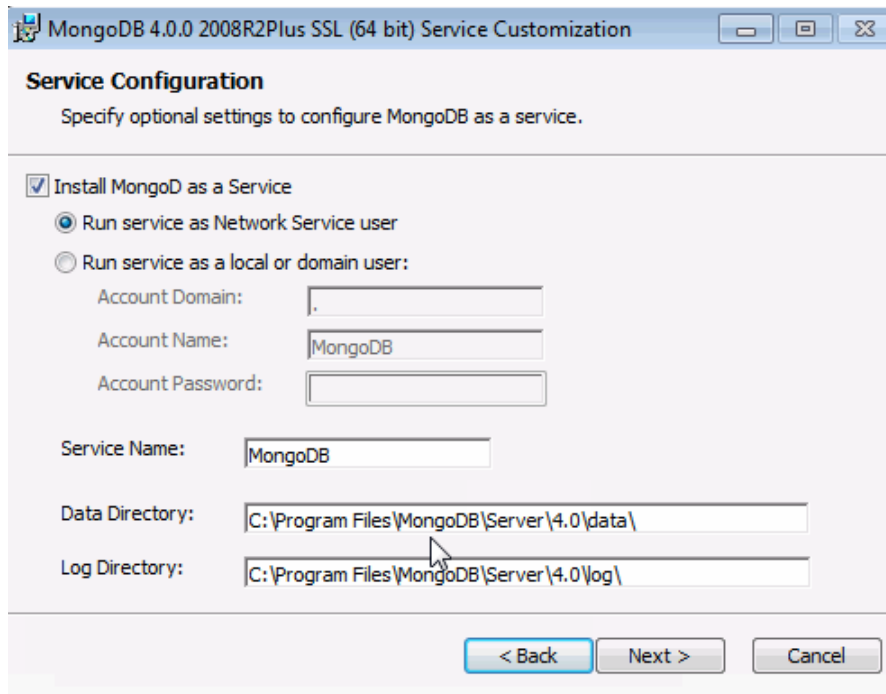 MongoDB 4.0.0 2008R2Plus SSL (64 bit) Service Customization
Service Configuration
Specify optional settings to configure MongoDB as a service.
Install MongoD as a Service
Run service as Network Service user
Run service as a local or domain user:
Account Domain: .
Account Name: MongoDB
Account Password:
Service Name: MongoDB
Data Directory: C:\Program Files\MongoDB\Server\4.0\data\
Log Directory: C:\Program Files\MongoDB\Server\4.0\log\
< Back Next > Cancel